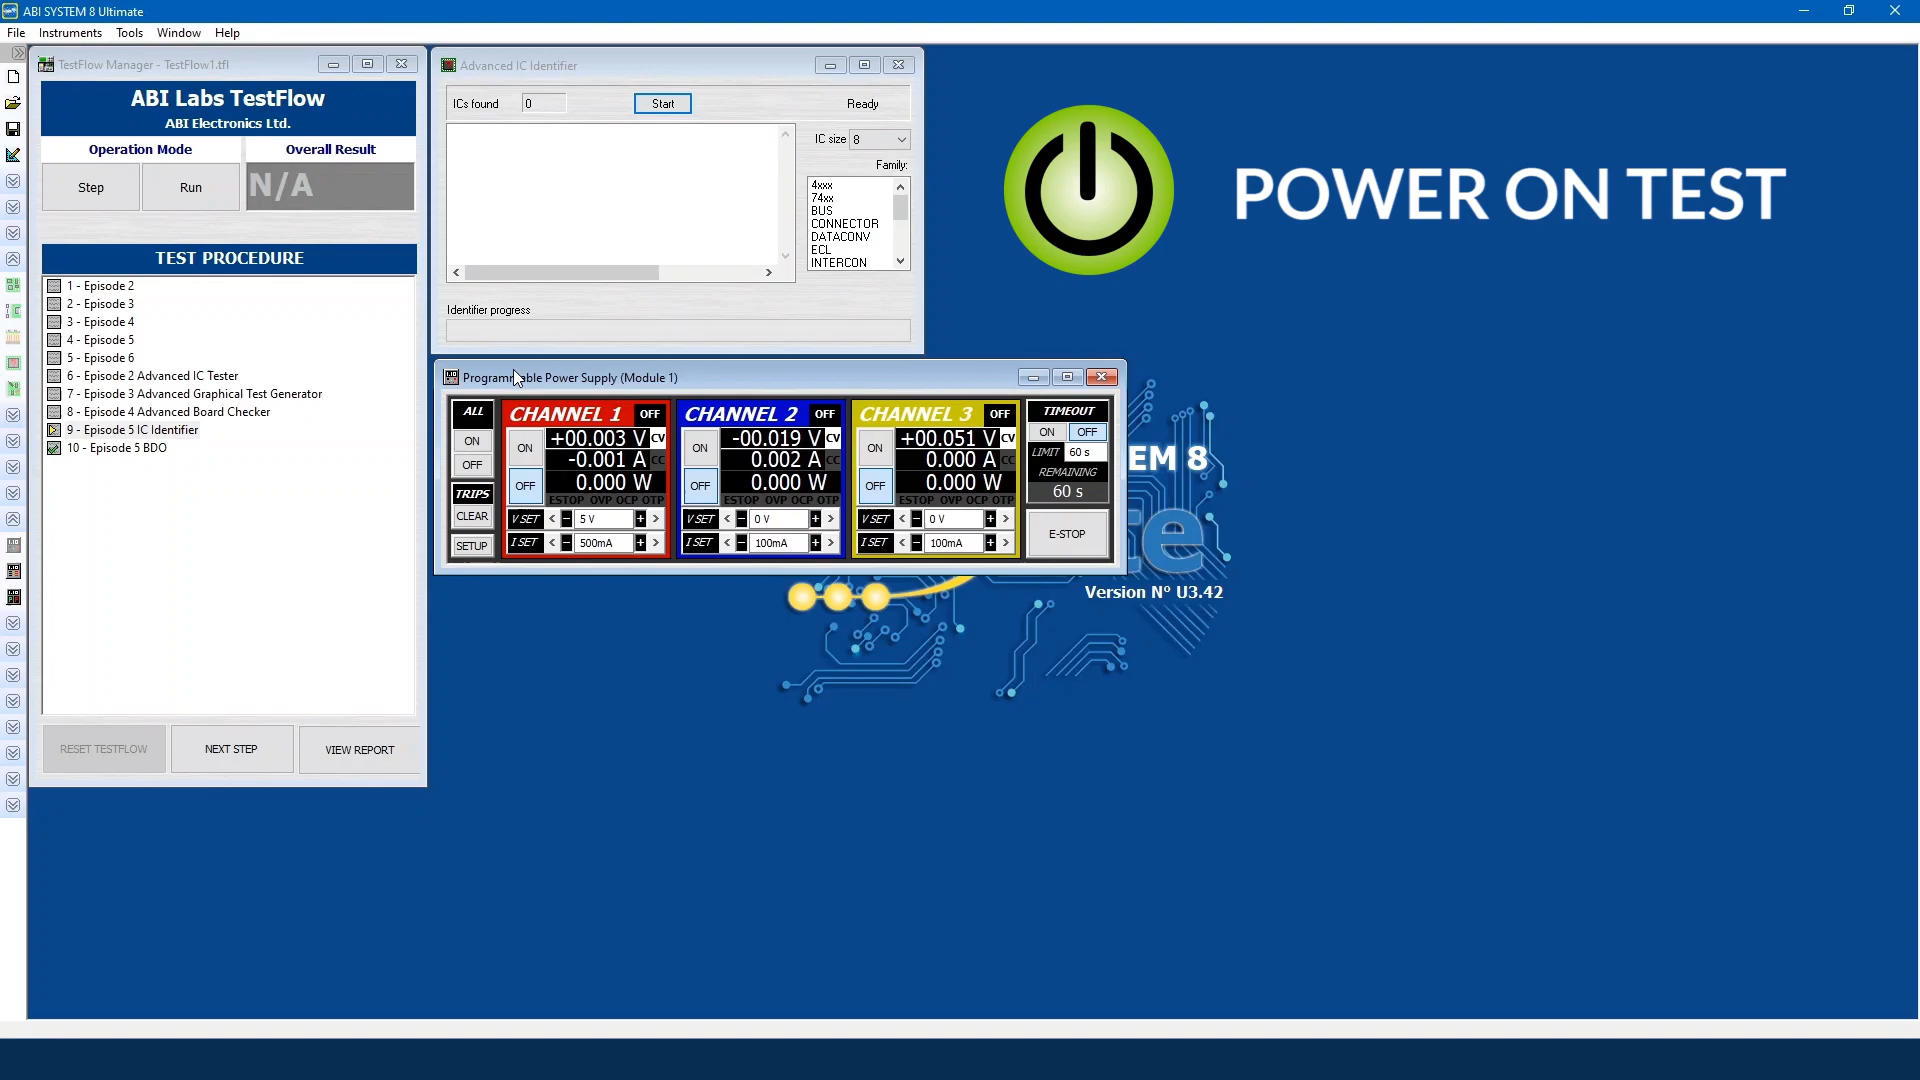 ABI SYSTEM 8 Ultimate
File Instruments Tools Window Help
TestFlow Manager - TestFlow1.tfl
ABI Labs TestFlow
ABI Electronics Ltd.
Operation Mode Overall Result
Step Run N/A
TEST PROCEDURE
1 - Episode 2
2 - Episode 3
3 - Episode 4
4 - Episode 5
5 - Episode 6
6 - Episode 2 Advanced IC Tester
7 - Episode 3 Advanced Graphical Test Generator
8 - Episode 4 Advanced Board Checker
9 - Episode 5 IC Identifier
10 - Episode 5 BDO
RESET TESTFLOW NEXT STEP VIEW REPORT
Advanced IC Identifier
ICs found 0 Start Ready
IC size 8
Family:
4xxx
74xx
BUS
CONNECTOR
DATACONV
ECL
INTERCON
Identifier progress
POWER ON TEST
Programmable Power Supply (Module 1)
ALL
ON
OFF
TRIPS
CLEAR
SETUP
CHANNEL 1 OFF
ON +00.003 V CV
-0.001 A CC
OFF 0.000 W
ESTOP OVP OCP OTP
V SET < - 5 V + >
I SET < - 500mA + >
CHANNEL 2 OFF
ON -00.019 V CV
0.002 A CC
OFF 0.000 W
ESTOP OVP OCP OTP
V SET < - 0 V + >
I SET < - 100mA + >
CHANNEL 3 OFF
ON +00.051 V CV
0.000 A CC
OFF 0.000 W
ESTOP OVP OCP OTP
V SET < - 0 V + >
I SET < - 100mA + >
TIMEOUT
ON OFF
LIMIT 60 s
REMAINING
60 s
E-STOP
EM 8
Version N° U3.42